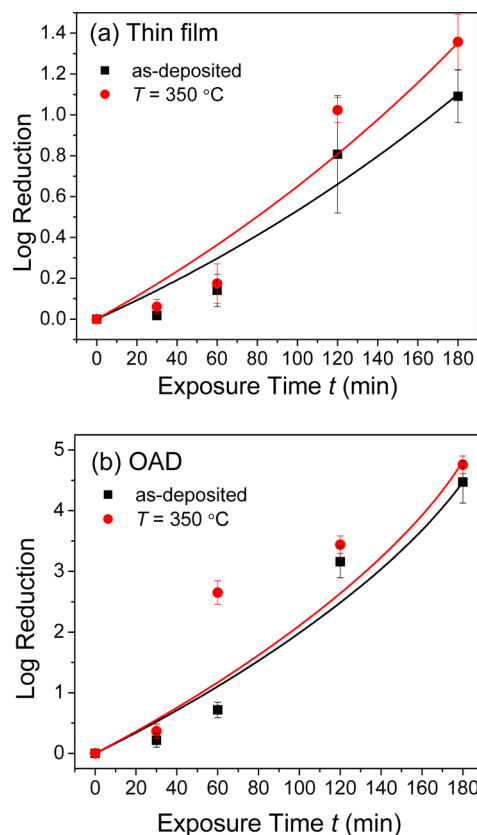 (a) Thin film
as-deposited
T = 350 °C
Log Reduction
1.4
1.2
1.0
0.8
0.6
0.4
0.2
0.0
0 20 40 60 80 100 120 140 160 180
Exposure Time t (min)
(b) OAD
as-deposited
T = 350 °C
Log Reduction
5
4
3
2
1
0
0 20 40 60 80 100 120 140 160 180
Exposure Time t (min)